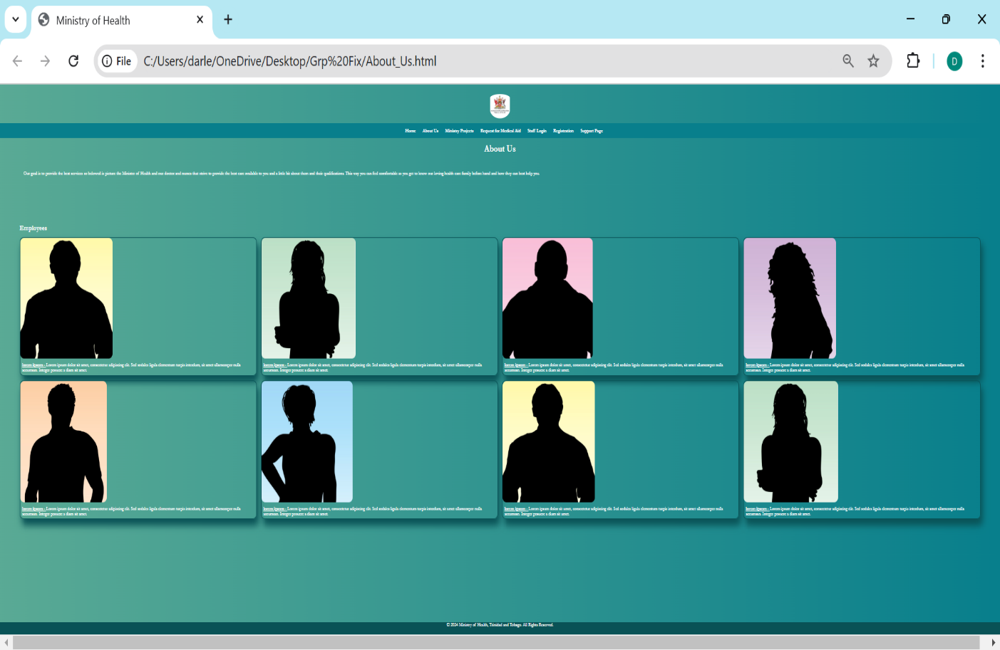 Ministry of Health
File C:/Users/darle/OneDrive/Desktop/Grp%20Fix/About_Us.html
D
Home About Us Ministry Projects Request for Medical Aid Staff Login Registration Support Page
About Us
Our goal is to provide the best services so belowed is picture the Minister of Health and our doctor and nurses that strive to provide the best care available to you and a little bit about them and their qualifications. This way you can feel comfortable as you get to know our loving health care family before hand and how they can best help you.
Employees
lorem ipsum - Lorem ipsum dolor sit amet, consectetur adipiscing elit. Sed sodales ligula elementum turpis interdum, sit amet ullamcorper nulla
accumsan. Integer posuere a diam sit amet.
lorem ipsum - Lorem ipsum dolor sit amet, consectetur adipiscing elit. Sed sodales ligula elementum turpis interdum, sit amet ullamcorper nulla
accumsan. Integer posuere a diam sit amet.
lorem ipsum - Lorem ipsum dolor sit amet, consectetur adipiscing elit. Sed sodales ligula elementum turpis interdum, sit amet ullamcorper nulla
accumsan. Integer posuere a diam sit amet.
lorem ipsum - Lorem ipsum dolor sit amet, consectetur adipiscing elit. Sed sodales ligula elementum turpis interdum, sit amet ullamcorper nulla
accumsan. Integer posuere a diam sit amet.
lorem ipsum - Lorem ipsum dolor sit amet, consectetur adipiscing elit. Sed sodales ligula elementum turpis interdum, sit amet ullamcorper nulla
accumsan. Integer posuere a diam sit amet.
lorem ipsum - Lorem ipsum dolor sit amet, consectetur adipiscing elit. Sed sodales ligula elementum turpis interdum, sit amet ullamcorper nulla
accumsan. Integer posuere a diam sit amet.
lorem ipsum - Lorem ipsum dolor sit amet, consectetur adipiscing elit. Sed sodales ligula elementum turpis interdum, sit amet ullamcorper nulla
accumsan. Integer posuere a diam sit amet.
lorem ipsum - Lorem ipsum dolor sit amet, consectetur adipiscing elit. Sed sodales ligula elementum turpis interdum, sit amet ullamcorper nulla
accumsan. Integer posuere a diam sit amet.
© 2024 Ministry of Health, Trinidad and Tobago. All Rights Reserved.